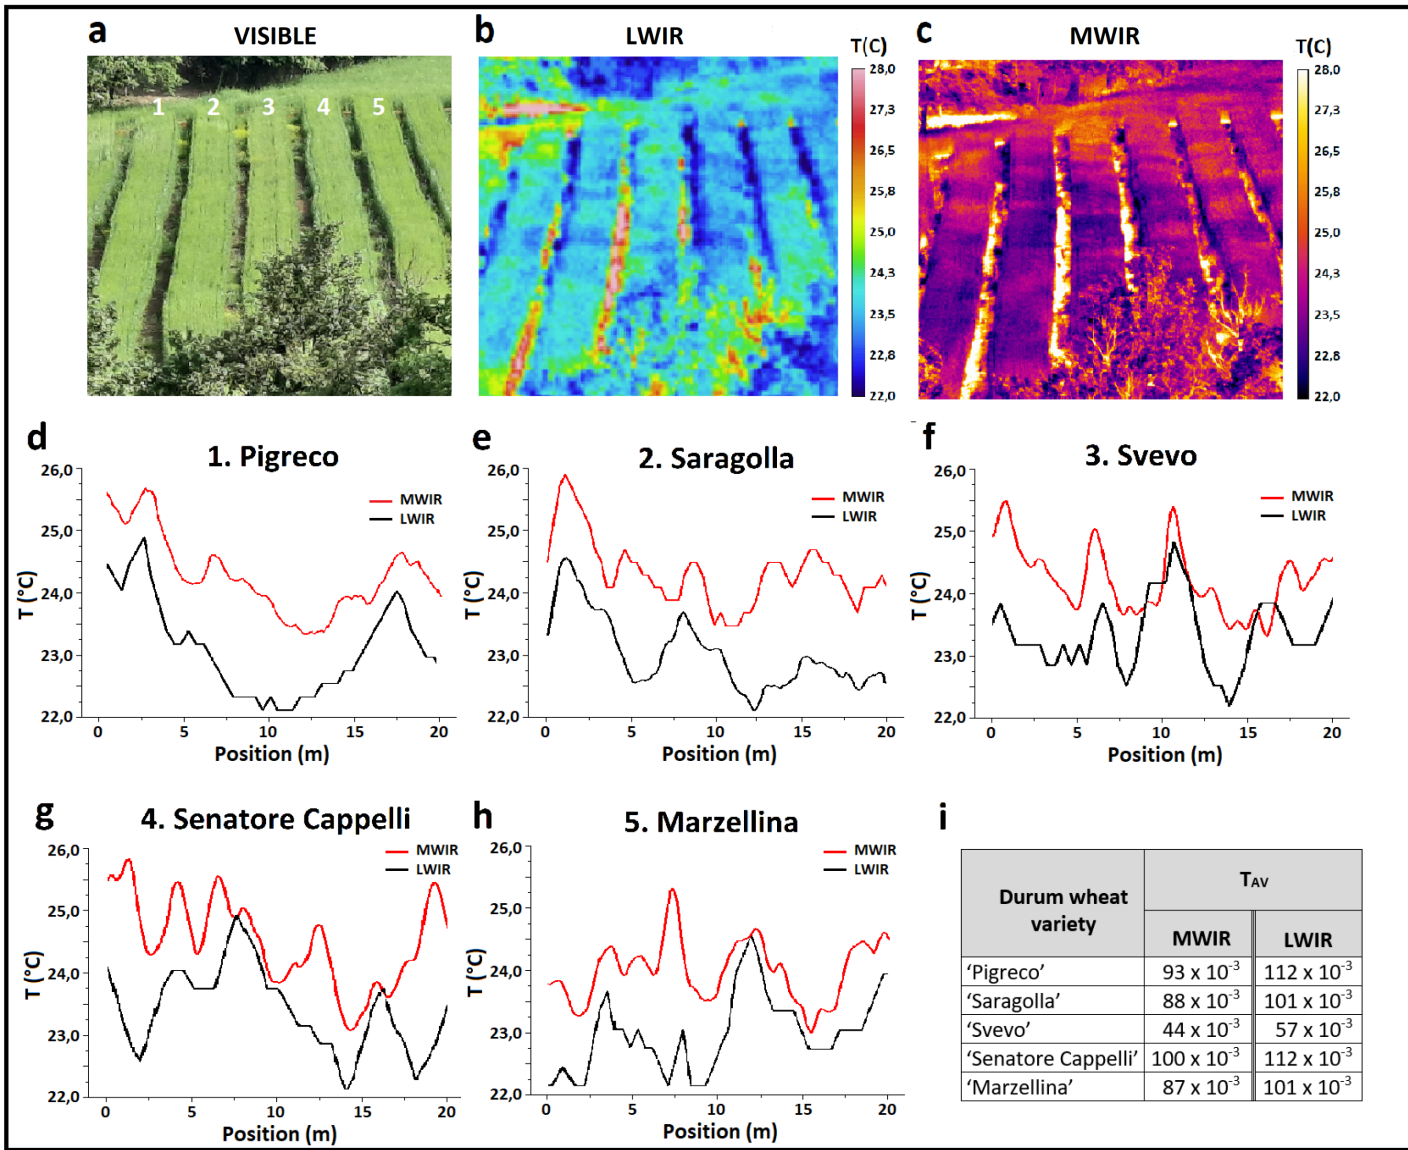 a VISIBLE
b LWIR
c MWIR
T(C)
T(C)
1 2 3 4 5
28,0
27,3
26,5
25,8
25,0
24,3
23,5
22,8
22,0
28,0
27,3
26,5
25,8
25,0
24,3
23,5
22,8
22,0
d 1. Pigreco
26,0
25,0
24,0
23,0
22,0
T (°C)
MWIR
LWIR
0 5 10 15 20
Position (m)
e 2. Saragolla
26,0
25,0
24,0
23,0
22,0
T (°C)
MWIR
LWIR
0 5 10 15 20
Position (m)
f 3. Svevo
26,0
25,0
24,0
23,0
22,0
T (°C)
MWIR
LWIR
0 5 10 15 20
Position (m)
g 4. Senatore Cappelli
26,0
25,0
24,0
23,0
22,0
T (°C)
MWIR
LWIR
0 5 10 15 20
Position (m)
h 5. Marzellina
26,0
25,0
24,0
23,0
22,0
T (°C)
MWIR
LWIR
0 5 10 15 20
Position (m)
i
Durum wheat
variety
TAV
MWIR LWIR
‘Pigreco’ 93 x 10⁻³ 112 x 10⁻³
‘Saragolla’ 88 x 10⁻³ 101 x 10⁻³
‘Svevo’ 44 x 10⁻³ 57 x 10⁻³
‘Senatore Cappelli’ 100 x 10⁻³ 112 x 10⁻³
‘Marzellina’ 87 x 10⁻³ 101 x 10⁻³